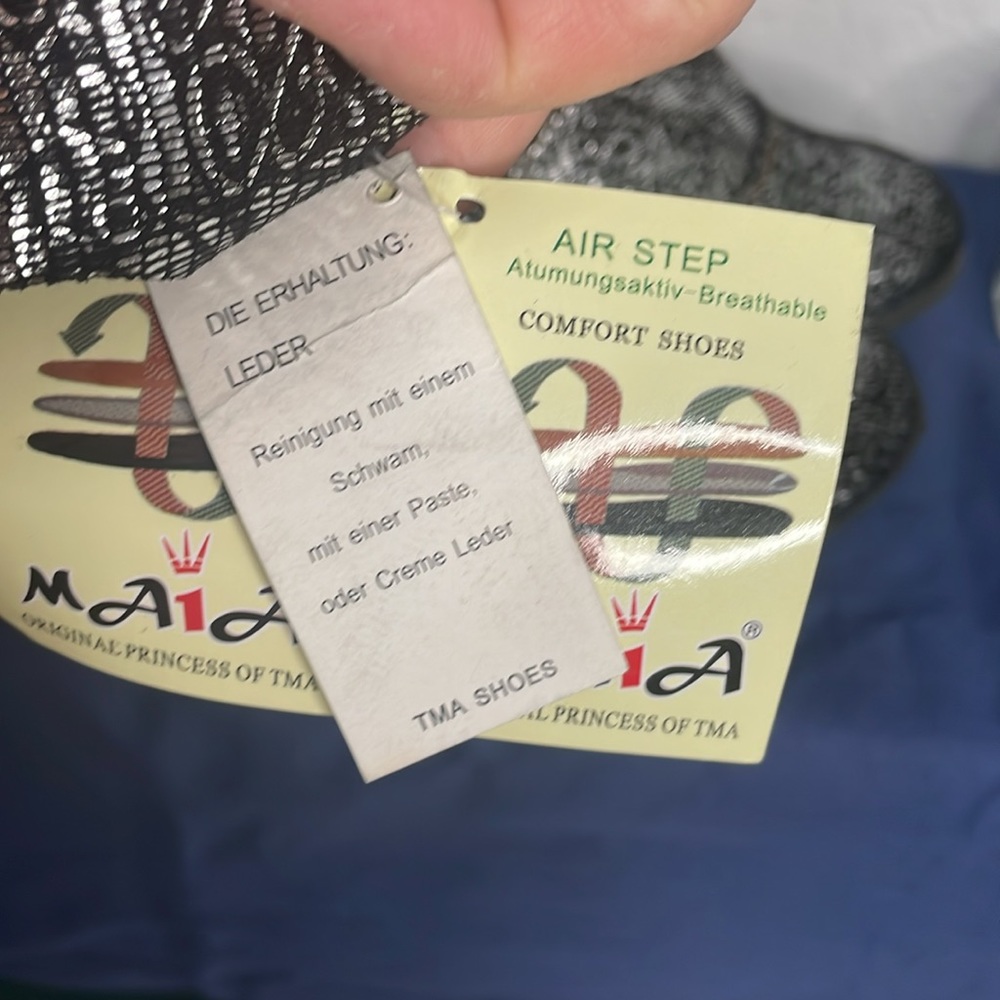 DIE ERHALTUNG:
LEDER
Reinigung mit einem
Schwam,
mit einer Paste,
oder Creme Leder
TMA SHOES
AIR STEP
Atumungsaktiv-Breathable
COMFORT SHOES
PRINCESS OF TMA
MAIA
ORIGINAL PRINCESS OF TMA